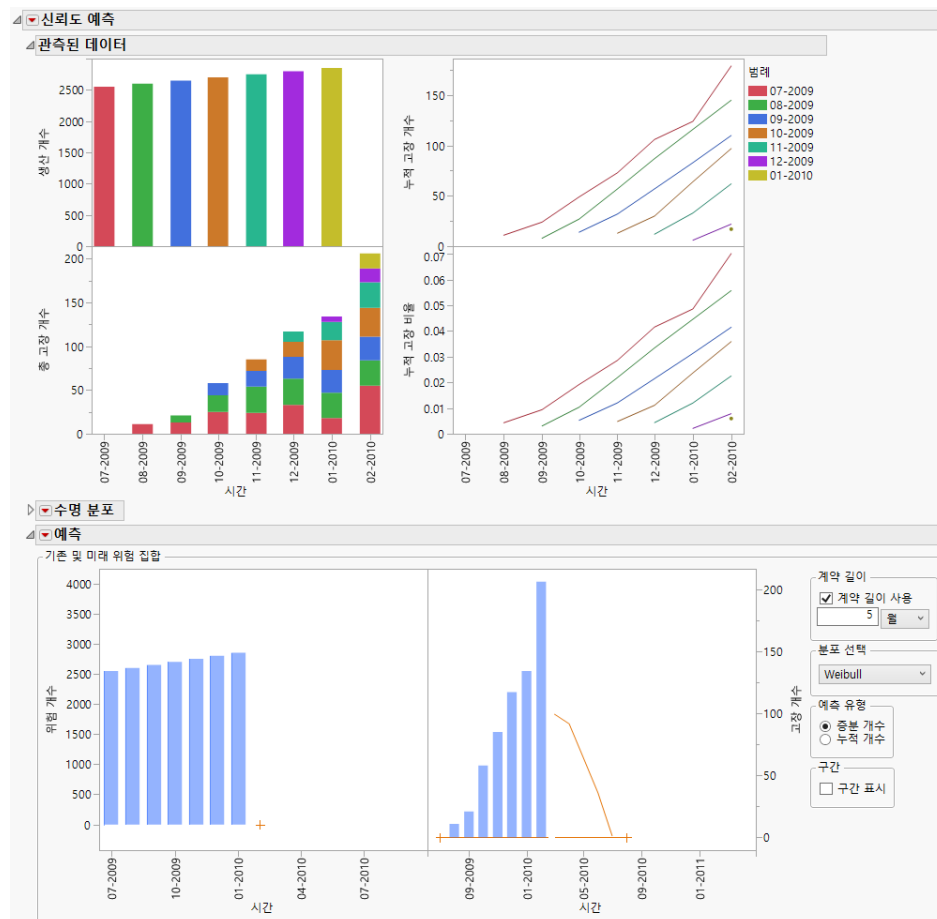 신뢰도 예측
관측된 데이터
생산 개수
2500
2000
1500
1000
500
0
총 고장 개수
200
150
100
50
0
07-2009
08-2009
09-2009
10-2009
11-2009
12-2009
01-2010
02-2010
시간
누적 고장 개수
150
100
50
0
누적 고장 비율
0.07
0.06
0.05
0.04
0.03
0.02
0.01
0
07-2009
08-2009
09-2009
10-2009
11-2009
12-2009
01-2010
02-2010
시간
범례
07-2009
08-2009
09-2009
10-2009
11-2009
12-2009
01-2010
수명 분포
예측
기존 및 미래 위험 집합
위험 개수
4000
3500
3000
2500
2000
1500
1000
500
0
07-2009
10-2009
01-2010
04-2010
07-2010
시간
200
150
100
50
0
고장 개수
09-2009
01-2010
05-2010
09-2010
01-2011
시간
계약 길이
계약 길이 사용
5 월
분포 선택
Weibull
예측 유형
증분 개수
누적 개수
구간
구간 표시